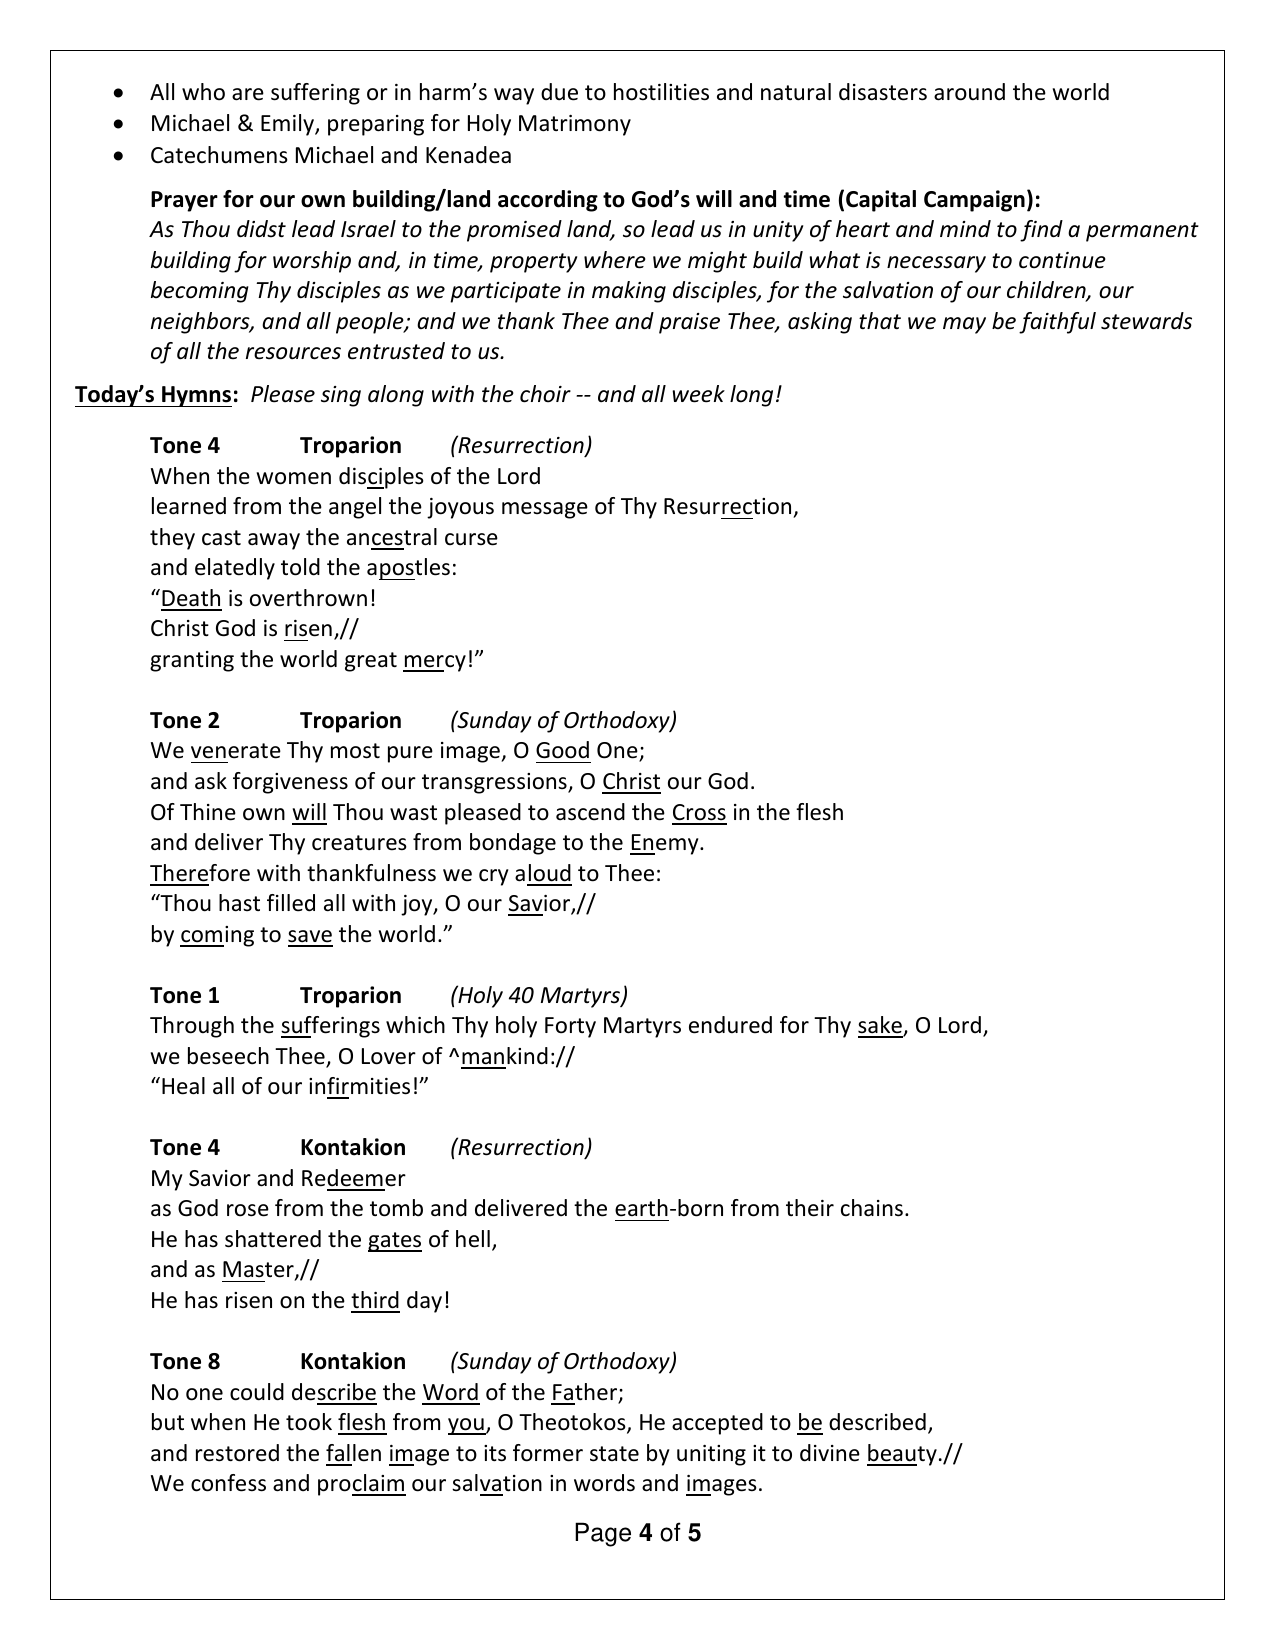 • All who are suffering or in harm’s way due to hostilities and natural disasters around the world
• Michael & Emily, preparing for Holy Matrimony
• Catechumens Michael and Kenadea
Prayer for our own building/land according to God’s will and time (Capital Campaign):
As Thou didst lead Israel to the promised land, so lead us in unity of heart and mind to find a permanent
building for worship and, in time, property where we might build what is necessary to continue
becoming Thy disciples as we participate in making disciples, for the salvation of our children, our
neighbors, and all people; and we thank Thee and praise Thee, asking that we may be faithful stewards
of all the resources entrusted to us.
Today’s Hymns: Please sing along with the choir -- and all week long!
Tone 4 Troparion (Resurrection)
When the women disciples of the Lord
learned from the angel the joyous message of Thy Resurrection,
they cast away the ancestral curse
and elatedly told the apostles:
“Death is overthrown!
Christ God is risen,//
granting the world great mercy!”
Tone 2 Troparion (Sunday of Orthodoxy)
We venerate Thy most pure image, O Good One;
and ask forgiveness of our transgressions, O Christ our God.
Of Thine own will Thou wast pleased to ascend the Cross in the flesh
and deliver Thy creatures from bondage to the Enemy.
Therefore with thankfulness we cry aloud to Thee:
“Thou hast filled all with joy, O our Savior,//
by coming to save the world.”
Tone 1 Troparion (Holy 40 Martyrs)
Through the sufferings which Thy holy Forty Martyrs endured for Thy sake, O Lord,
we beseech Thee, O Lover of ^mankind://
“Heal all of our infirmities!”
Tone 4 Kontakion (Resurrection)
My Savior and Redeemer
as God rose from the tomb and delivered the earth-born from their chains.
He has shattered the gates of hell,
and as Master,//
He has risen on the third day!
Tone 8 Kontakion (Sunday of Orthodoxy)
No one could describe the Word of the Father;
but when He took flesh from you, O Theotokos, He accepted to be described,
and restored the fallen image to its former state by uniting it to divine beauty.//
We confess and proclaim our salvation in words and images.
Page 4 of 5